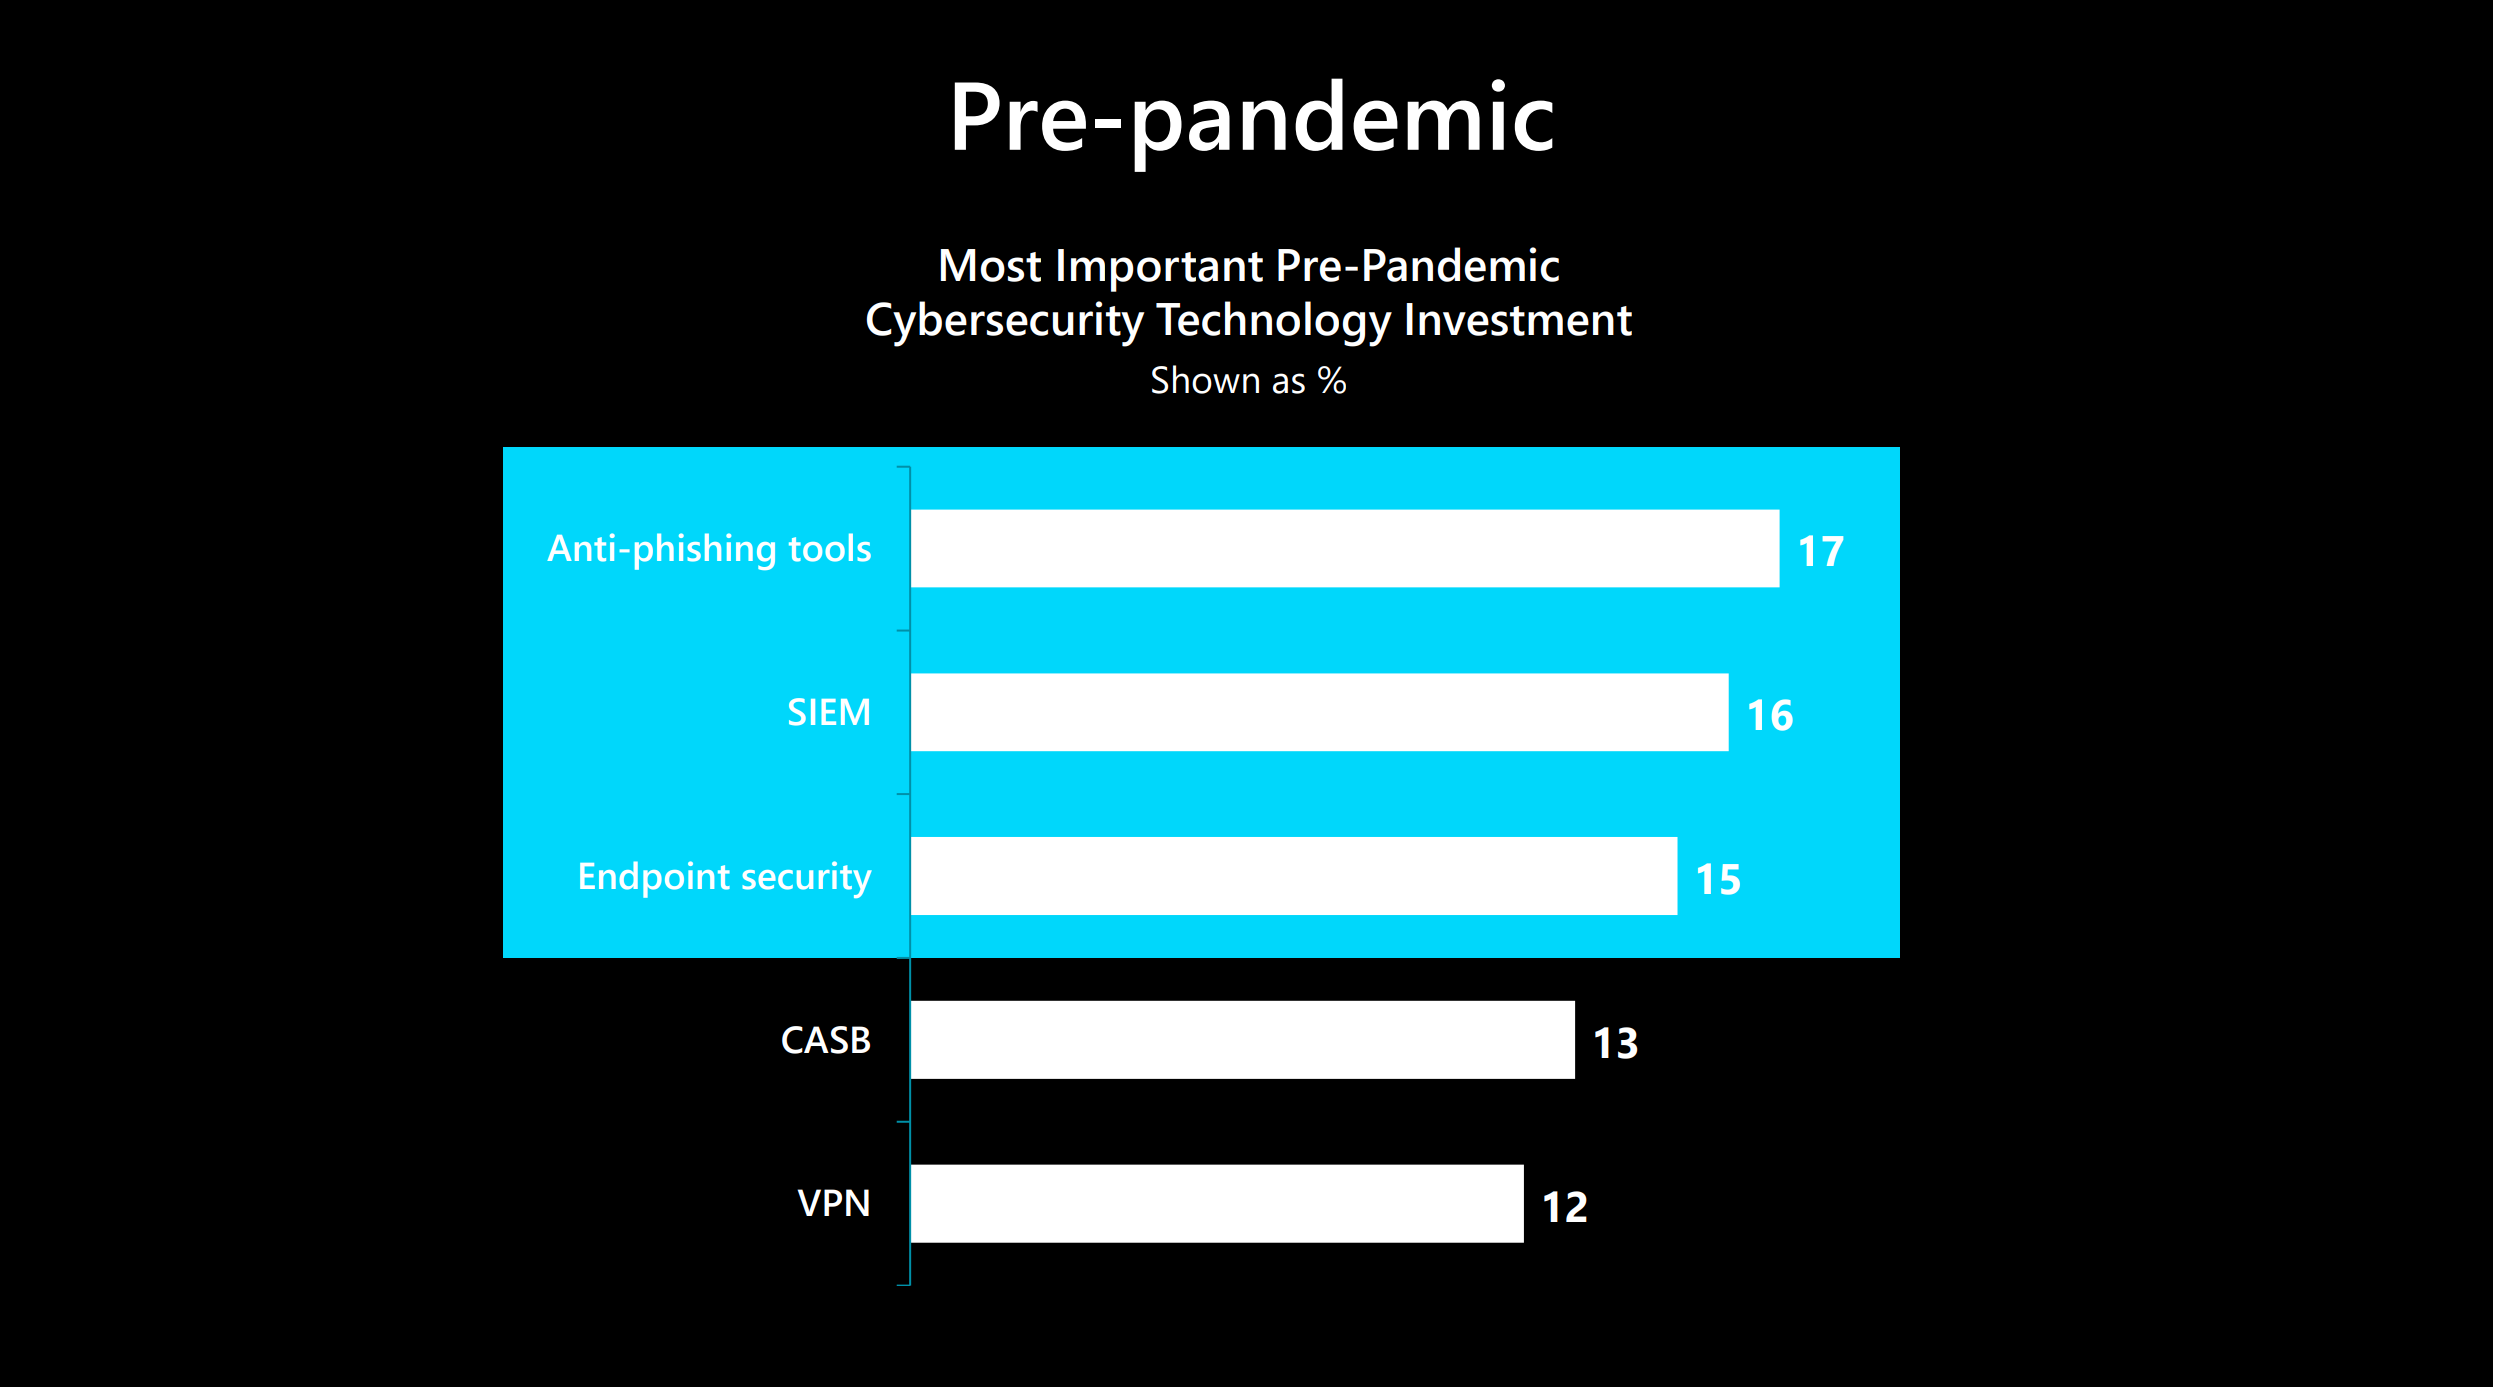 Pre-pandemic
Most Important Pre-Pandemic
Cybersecurity Technology Investment
Shown as %
Anti-phishing tools 17
SIEM 16
Endpoint security 15
CASB 13
VPN 12